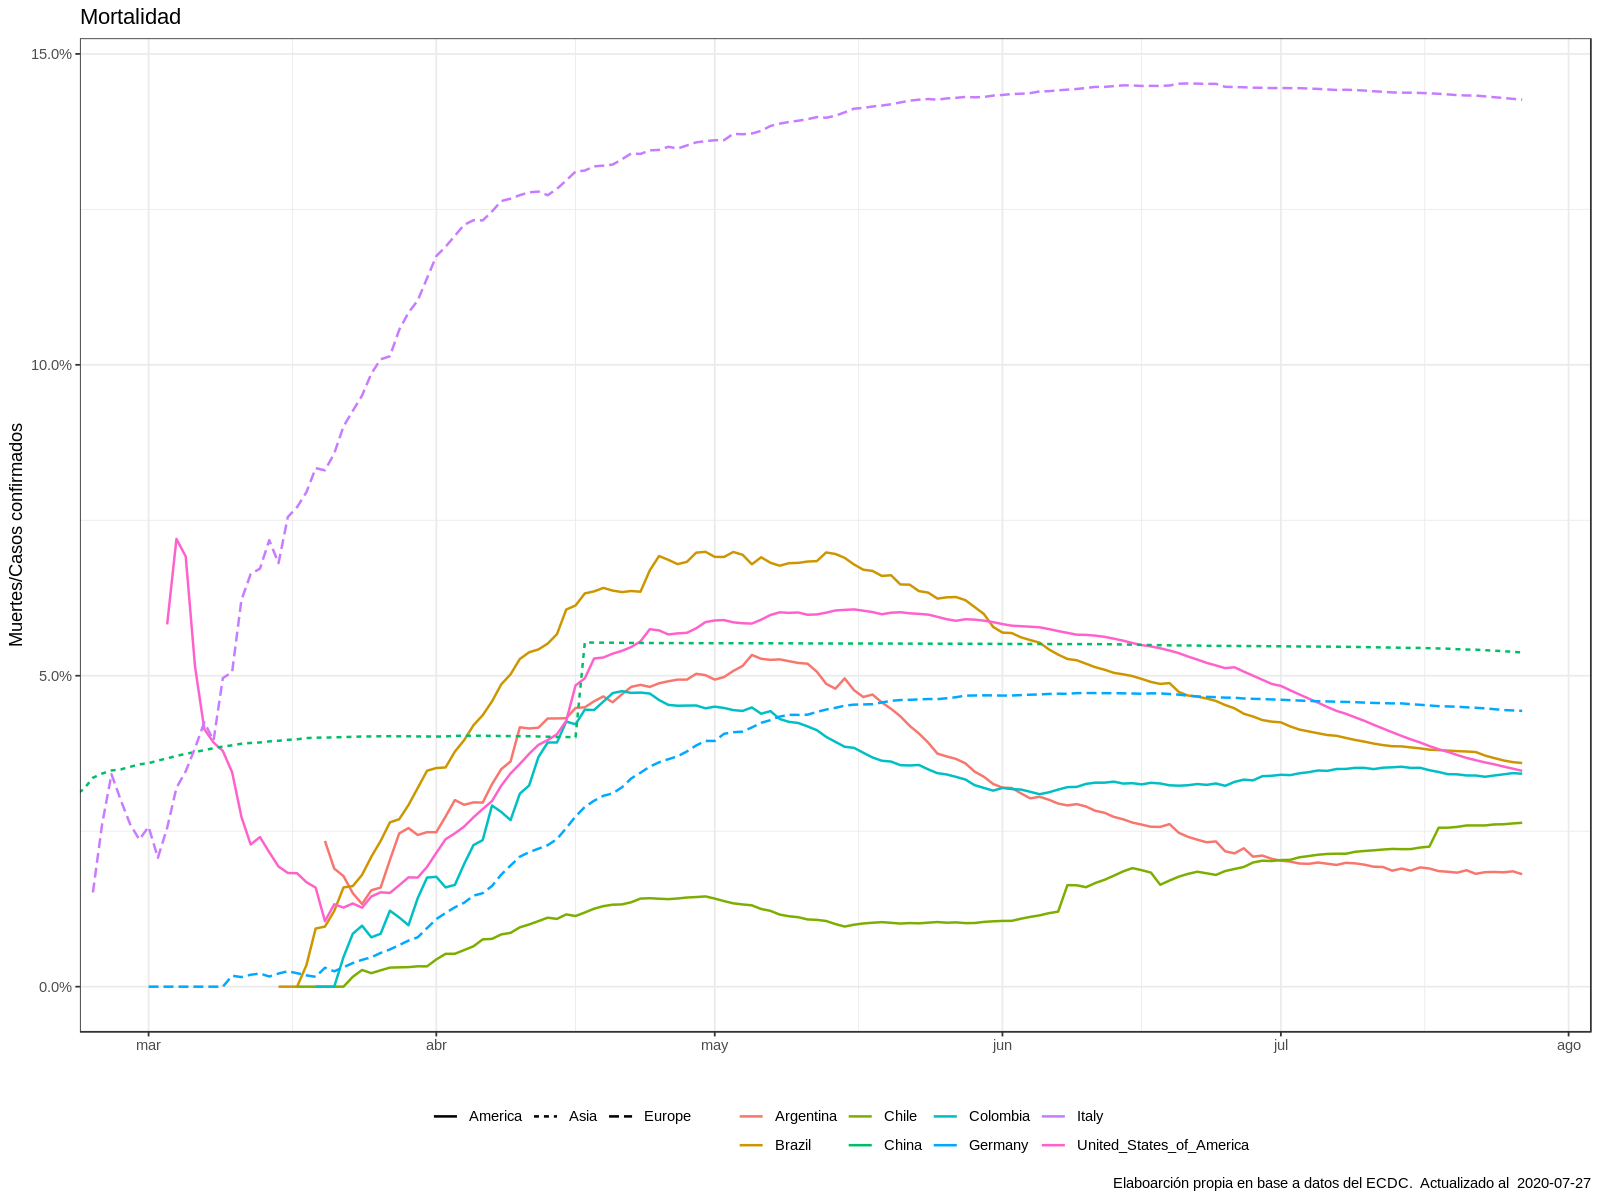 Mortalidad
15.0%
10.0%
5.0%
0.0%
Muertes/Casos confirmados
mar abr may jun jul ago
America Asia Europe Argentina Chile Colombia Italy
Brazil China Germany United_States_of_America
Elaboarción propia en base a datos del ECDC.  Actualizado al  2020-07-27